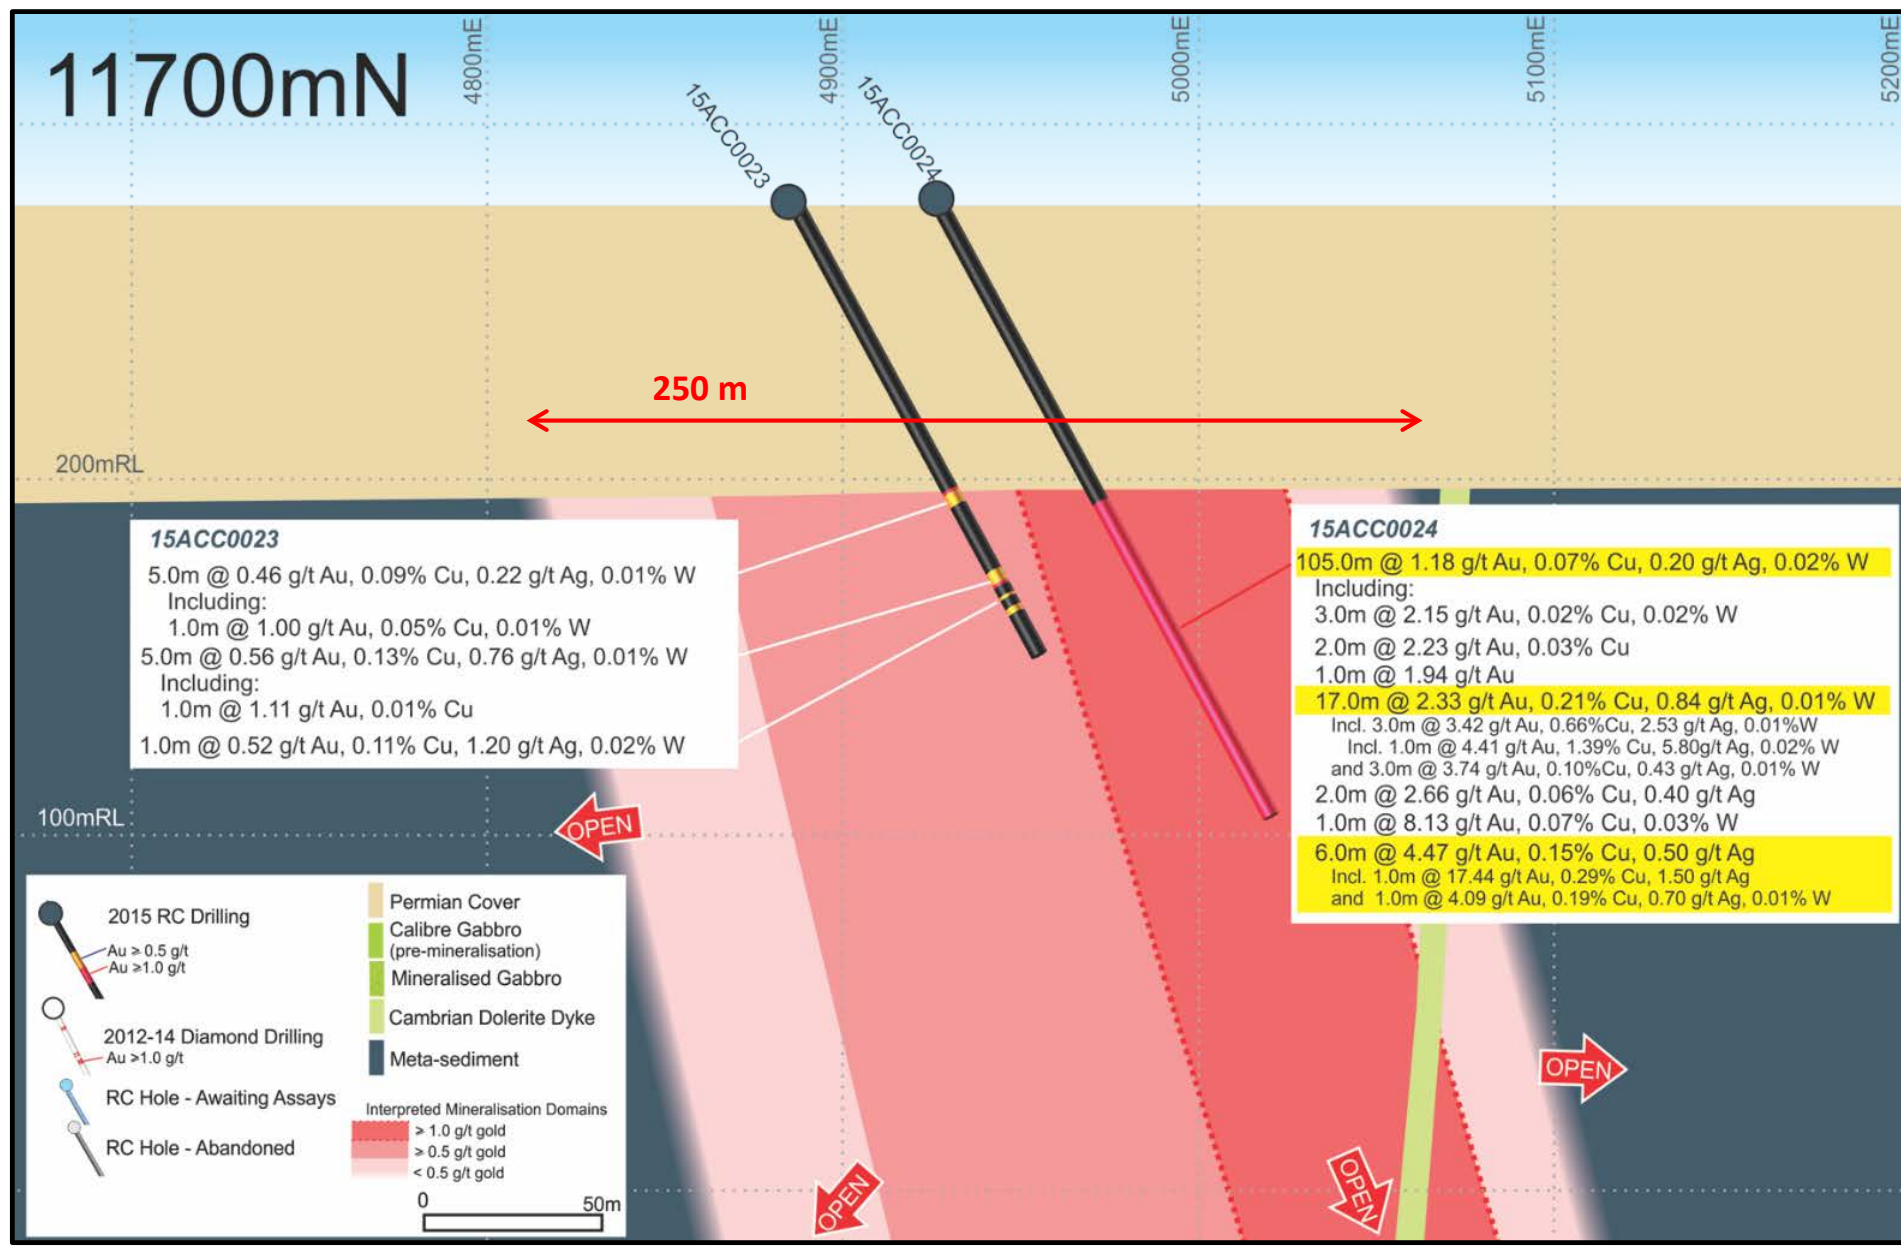 11700mN
4800mE
4900mE
5000mE
5100mE
5200mE
15ACC0023
15ACC0024
250 m
200mRL
100mRL
15ACC0023
5.0m @ 0.46 g/t Au, 0.09% Cu, 0.22 g/t Ag, 0.01% W
Including:
1.0m @ 1.00 g/t Au, 0.05% Cu, 0.01% W
5.0m @ 0.56 g/t Au, 0.13% Cu, 0.76 g/t Ag, 0.01% W
Including:
1.0m @ 1.11 g/t Au, 0.01% Cu
1.0m @ 0.52 g/t Au, 0.11% Cu, 1.20 g/t Ag, 0.02% W
15ACC0024
105.0m @ 1.18 g/t Au, 0.07% Cu, 0.20 g/t Ag, 0.02% W
Including:
3.0m @ 2.15 g/t Au, 0.02% Cu, 0.02% W
2.0m @ 2.23 g/t Au, 0.03% Cu
1.0m @ 1.94 g/t Au
17.0m @ 2.33 g/t Au, 0.21% Cu, 0.84 g/t Ag, 0.01% W
Incl. 3.0m @ 3.42 g/t Au, 0.66%Cu, 2.53 g/t Ag, 0.01%W
Incl. 1.0m @ 4.41 g/t Au, 1.39% Cu, 5.80g/t Ag, 0.02% W
and 3.0m @ 3.74 g/t Au, 0.10%Cu, 0.43 g/t Ag, 0.01% W
2.0m @ 2.66 g/t Au, 0.06% Cu, 0.40 g/t Ag
1.0m @ 8.13 g/t Au, 0.07% Cu, 0.03% W
6.0m @ 4.47 g/t Au, 0.15% Cu, 0.50 g/t Ag
Incl. 1.0m @ 17.44 g/t Au, 0.29% Cu, 1.50 g/t Ag
and 1.0m @ 4.09 g/t Au, 0.19% Cu, 0.70 g/t Ag, 0.01% W
OPEN
OPEN
OPEN
OPEN
2015 RC Drilling
Au ≥ 0.5 g/t
Au ≥1.0 g/t
2012-14 Diamond Drilling
Au >1.0 g/t
RC Hole - Awaiting Assays
RC Hole - Abandoned
Permian Cover
Calibre Gabbro
(pre-mineralisation)
Mineralised Gabbro
Cambrian Dolerite Dyke
Meta-sediment
Interpreted Mineralisation Domains
≥ 1.0 g/t gold
≥ 0.5 g/t gold
< 0.5 g/t gold
0 50m